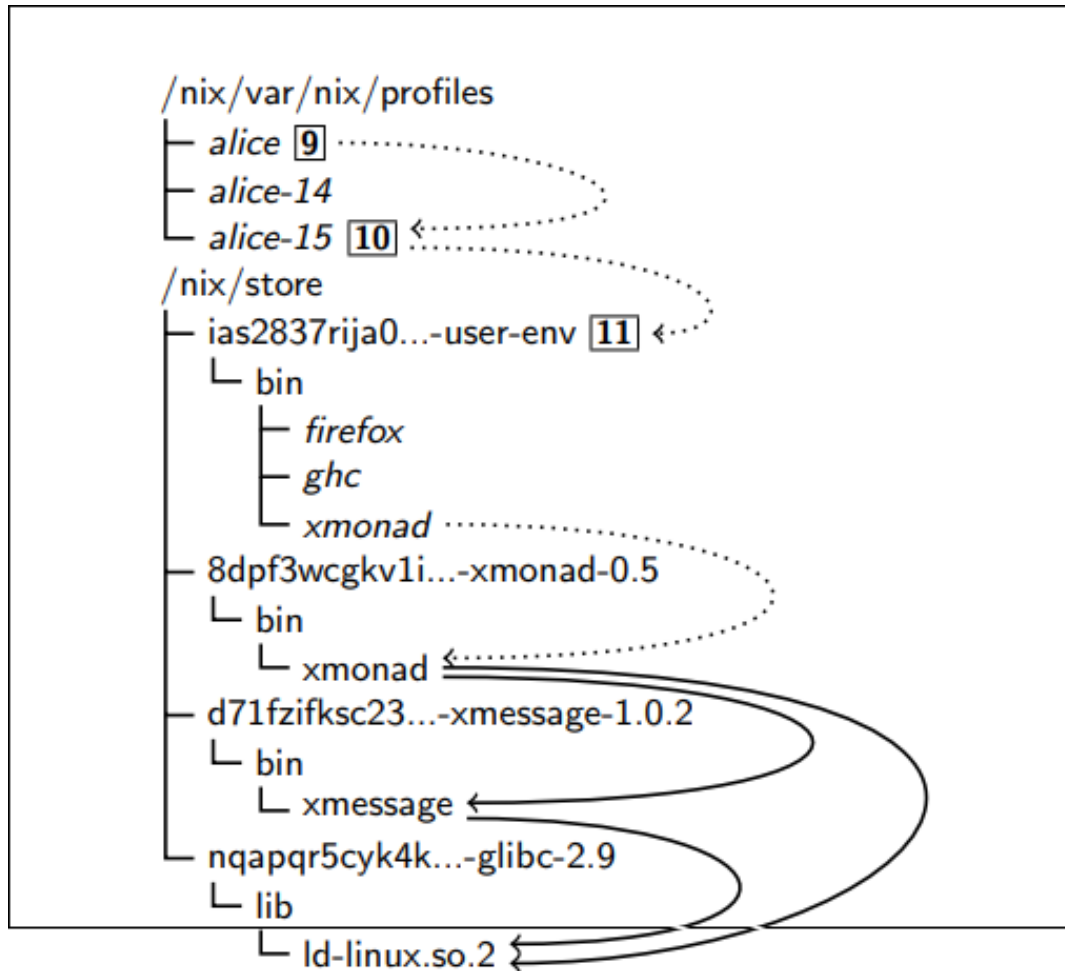 /nix/var/nix/profiles
alice 9
alice-14
alice-15 10
/nix/store
ias2837rija0...-user-env 11
bin
firefox
ghc
xmonad
8dpf3wcgkv1i...-xmonad-0.5
bin
xmonad
d71fzifksc23...-xmessage-1.0.2
bin
xmessage
nqapqr5cyk4k...-glibc-2.9
lib
ld-linux.so.2